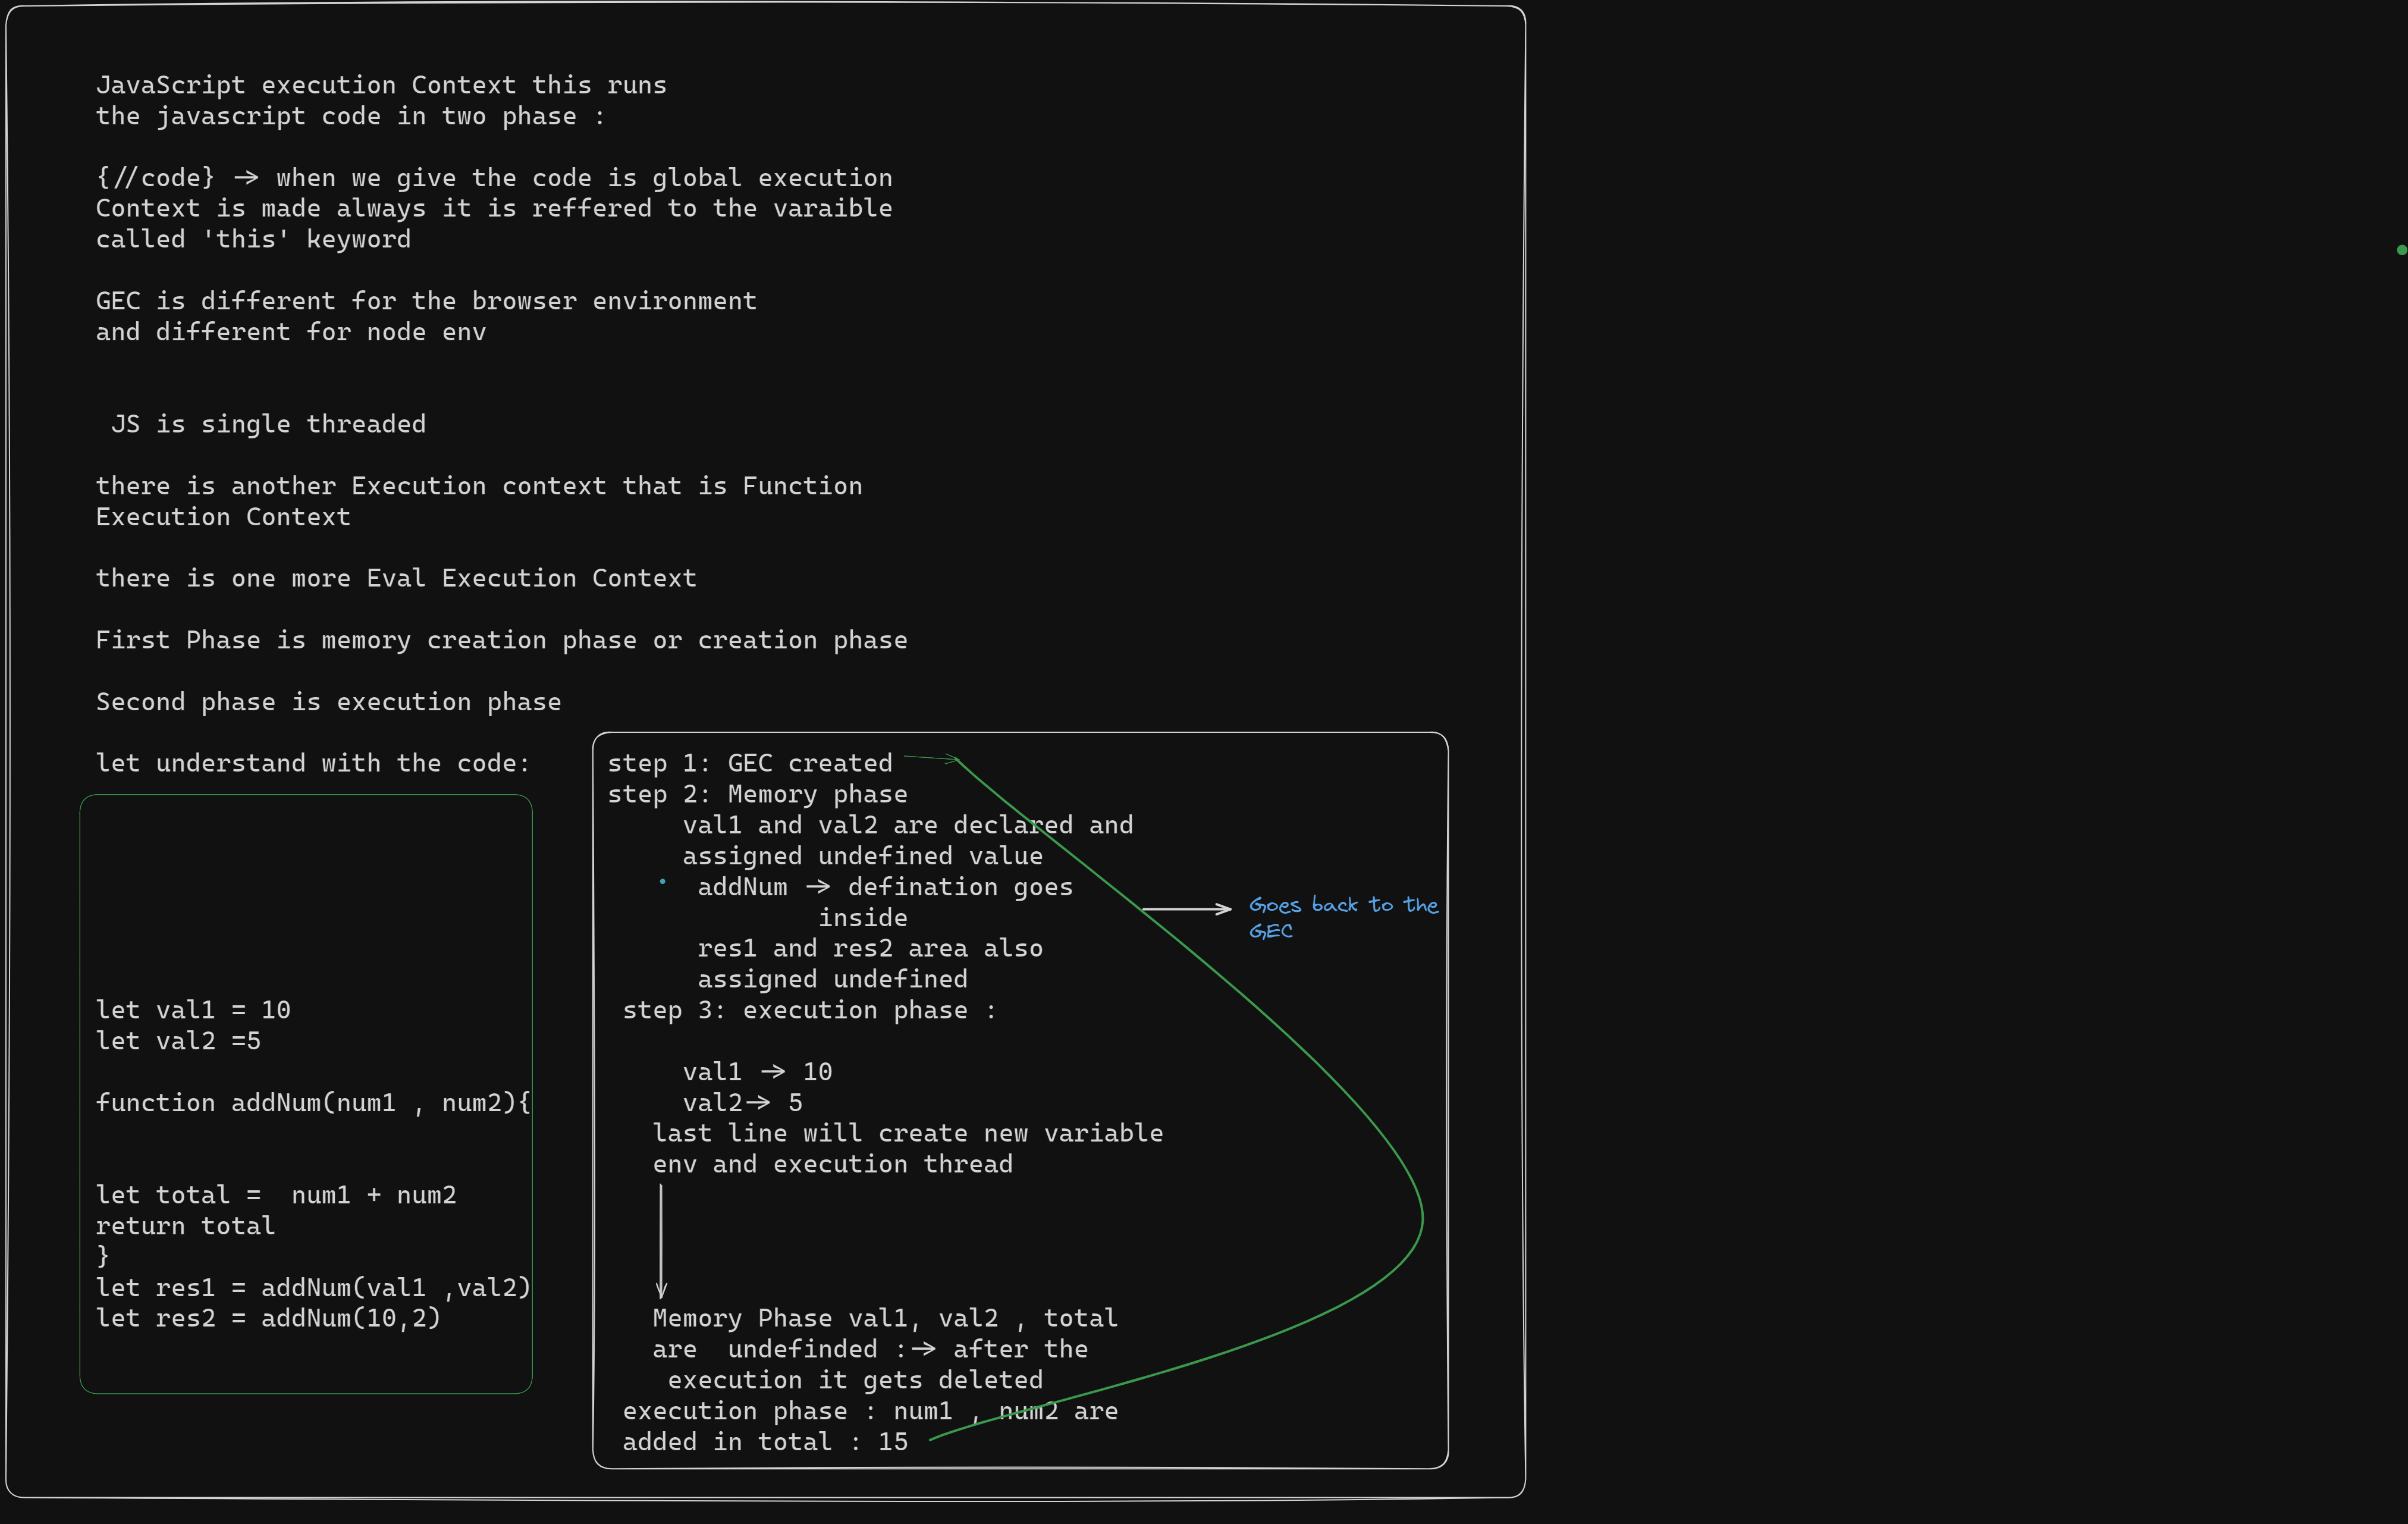 JavaScript execution Context this runs
the javascript code in two phase :
{//code} -> when we give the code is global execution
Context is made always it is reffered to the varaible
called 'this' keyword
GEC is different for the browser environment
and different for node env
JS is single threaded
there is another Execution context that is Function
Execution Context
there is one more Eval Execution Context
First Phase is memory creation phase or creation phase
Second phase is execution phase
let understand with the code:
let val1 = 10
let val2 =5
function addNum(num1 , num2){
let total =  num1 + num2
return total
}
let res1 = addNum(val1 ,val2)
let res2 = addNum(10,2)
step 1: GEC created
step 2: Memory phase
val1 and val2 are declared and
assigned undefined value
addNum -> defination goes
inside
res1 and res2 area also
assigned undefined
step 3: execution phase :
val1 -> 10
val2-> 5
last line will create new variable
env and execution thread
Memory Phase val1, val2 , total
are  undefinded :-> after the
execution it gets deleted
execution phase : num1 , num2 are
added in total : 15
Goes back to the
GEC